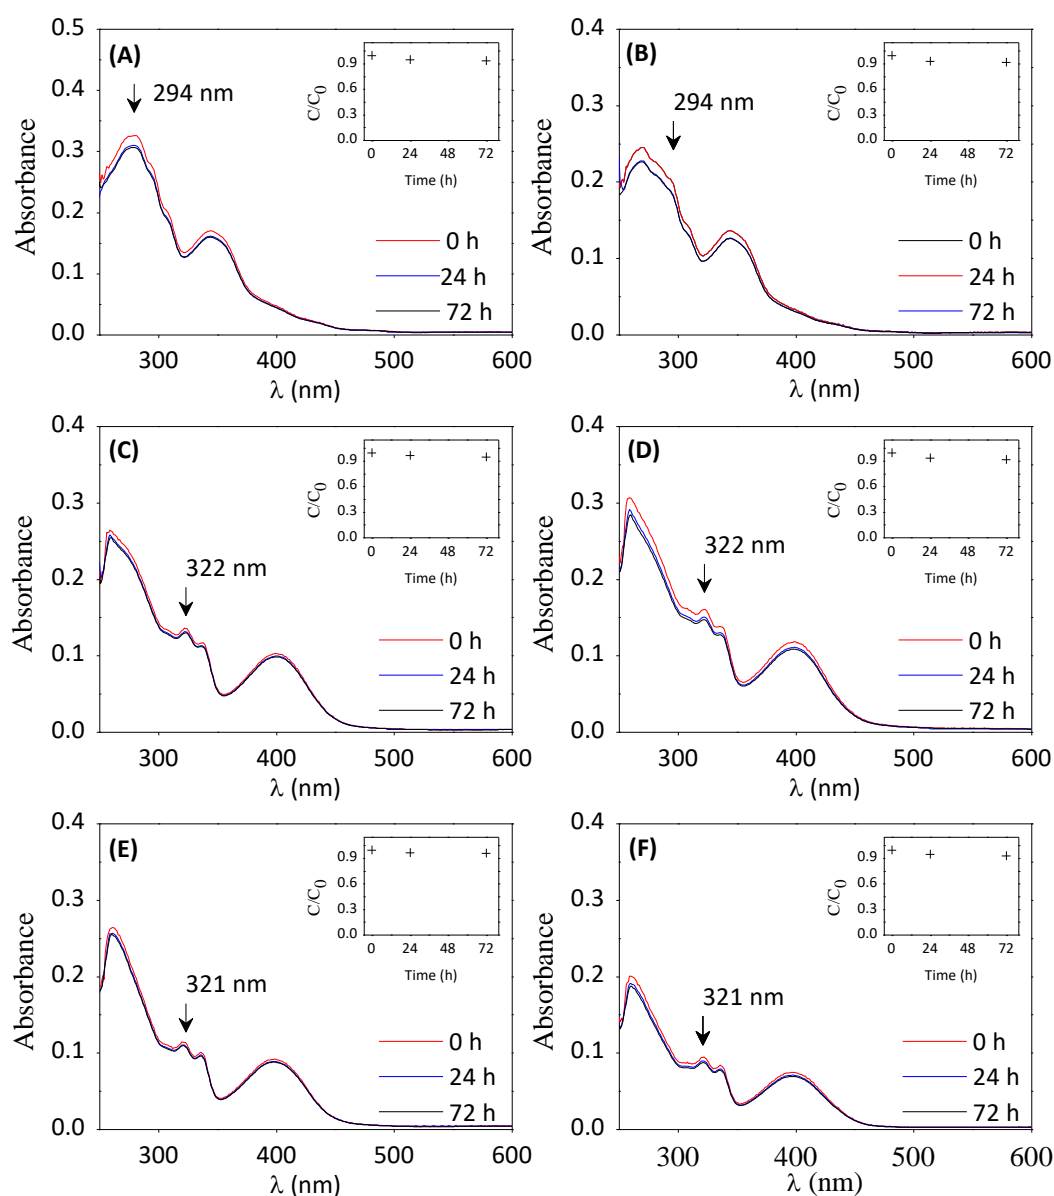 (A)
294 nm
0.5
0.4
0.3
0.2
0.1
0.0
Absorbance
300 400 500 600
λ (nm)
0 h
24 h
72 h
C/C0
0.9
0.6
0.3
0.0
0 24 48 72
Time (h)
(B)
294 nm
0.4
0.3
0.2
0.1
0.0
Absorbance
300 400 500 600
λ (nm)
0 h
24 h
72 h
C/C0
0.9
0.6
0.3
0.0
0 24 48 72
Time (h)
(C)
322 nm
0.4
0.3
0.2
0.1
0.0
Absorbance
300 400 500 600
λ (nm)
0 h
24 h
72 h
C/C0
0.9
0.6
0.3
0.0
0 24 48 72
Time (h)
(D)
322 nm
0.4
0.3
0.2
0.1
0.0
Absorbance
300 400 500 600
λ (nm)
0 h
24 h
72 h
C/C0
0.9
0.6
0.3
0.0
0 24 48 72
Time (h)
(E)
321 nm
0.4
0.3
0.2
0.1
0.0
Absorbance
300 400 500 600
λ (nm)
0 h
24 h
72 h
C/C0
0.9
0.6
0.3
0.0
0 24 48 72
Time (h)
(F)
321 nm
0.4
0.3
0.2
0.1
0.0
Absorbance
300 400 500 600
λ (nm)
0 h
24 h
72 h
C/C0
0.9
0.6
0.3
0.0
0 24 48 72
Time (h)